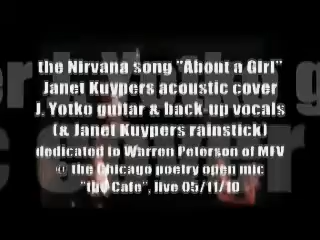 the Nirvana song "About a Girl"
Janet Kuypers acoustic cover
J. Yotko guitar & back-up vocals
(& Janet Kuypers rainstick)
dedicated to Warren Peterson of MFV
@ the Chicago poetry open mic
"the Cafe", live 05/11/10